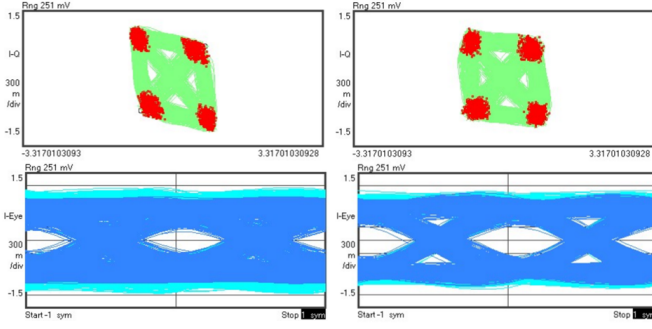 Rng 251 mV
1.5
I-Q
300
m
/div
-1.5
-3.3170103093
3.31701030928
Rng 251 mV
1.5
I-Q
300
m
/div
-1.5
-3.31701030093
3.31701030928
Rng 251 mV
1.5
I-Eye
300
m
/div
-1.5
Start-1 sym
Stop 1 sym
Rng 251 mV
1.5
I-Eye
300
m
/div
-1.5
Start-1 sym
Stop 1 sym